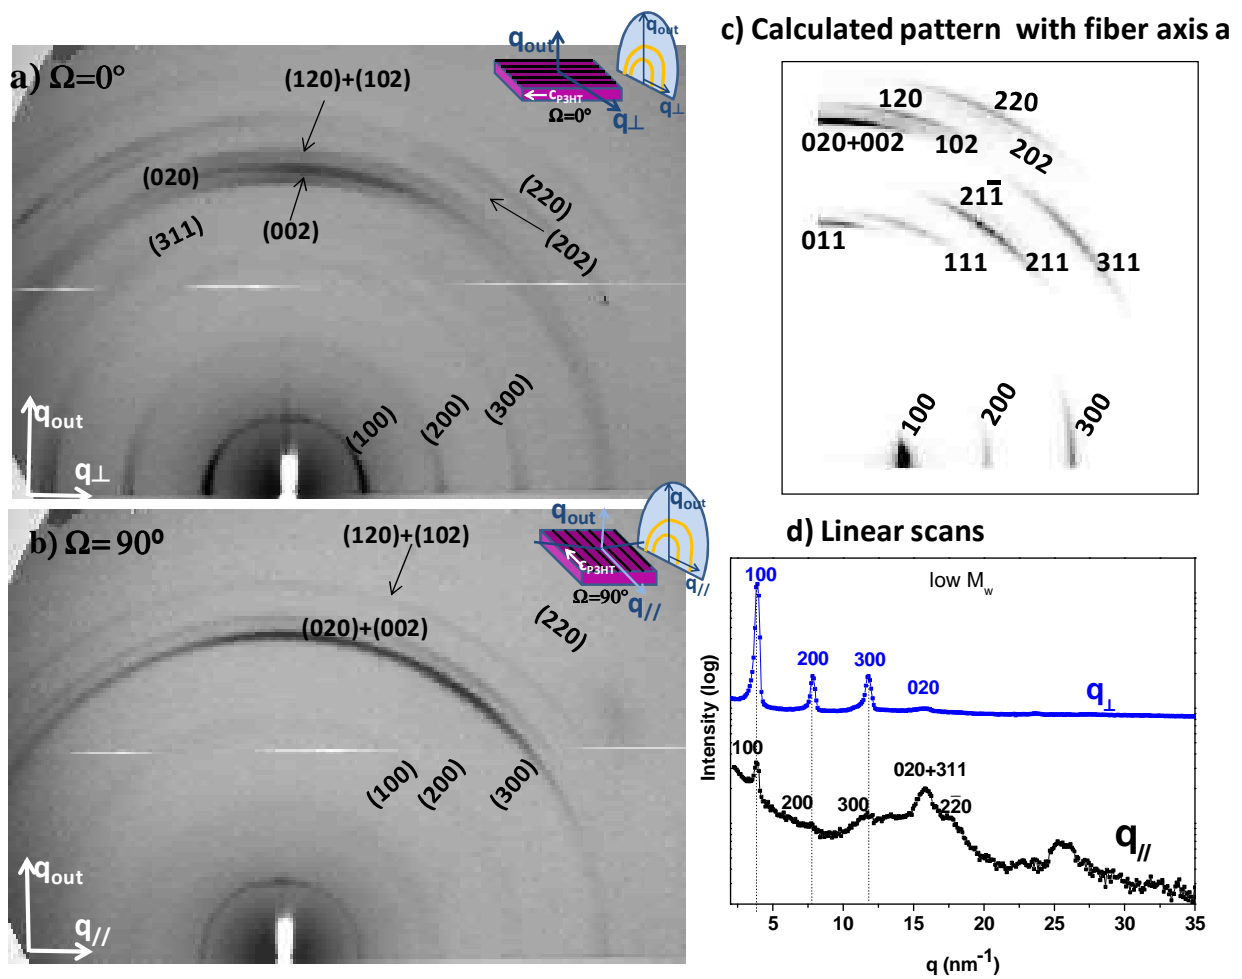 c) Calculated pattern with fiber axis a
a) Ω=0°
q_out
q_out
c_P3HT
Ω=0°
q⊥
q⊥
(120)+(102)
(020)
(002)
(311)
(220)
(202)
(100)
(200)
(300)
q_out
q⊥
120
220
020+002
102
202
211̄
011
111
211
311
100
200
300
b) Ω= 90⁰
q_out
q_out
c_P3HT
Ω=90°
q//
q//
(120)+(102)
(020)+(002)
(220)
(100)
(200)
(300)
q_out
q//
d) Linear scans
low M_w
100
200
300
020
q⊥
100
200
300
020+311
22̄0
q//
Intensity (log)
5 10 15 20 25 30 35
q (nm⁻¹)